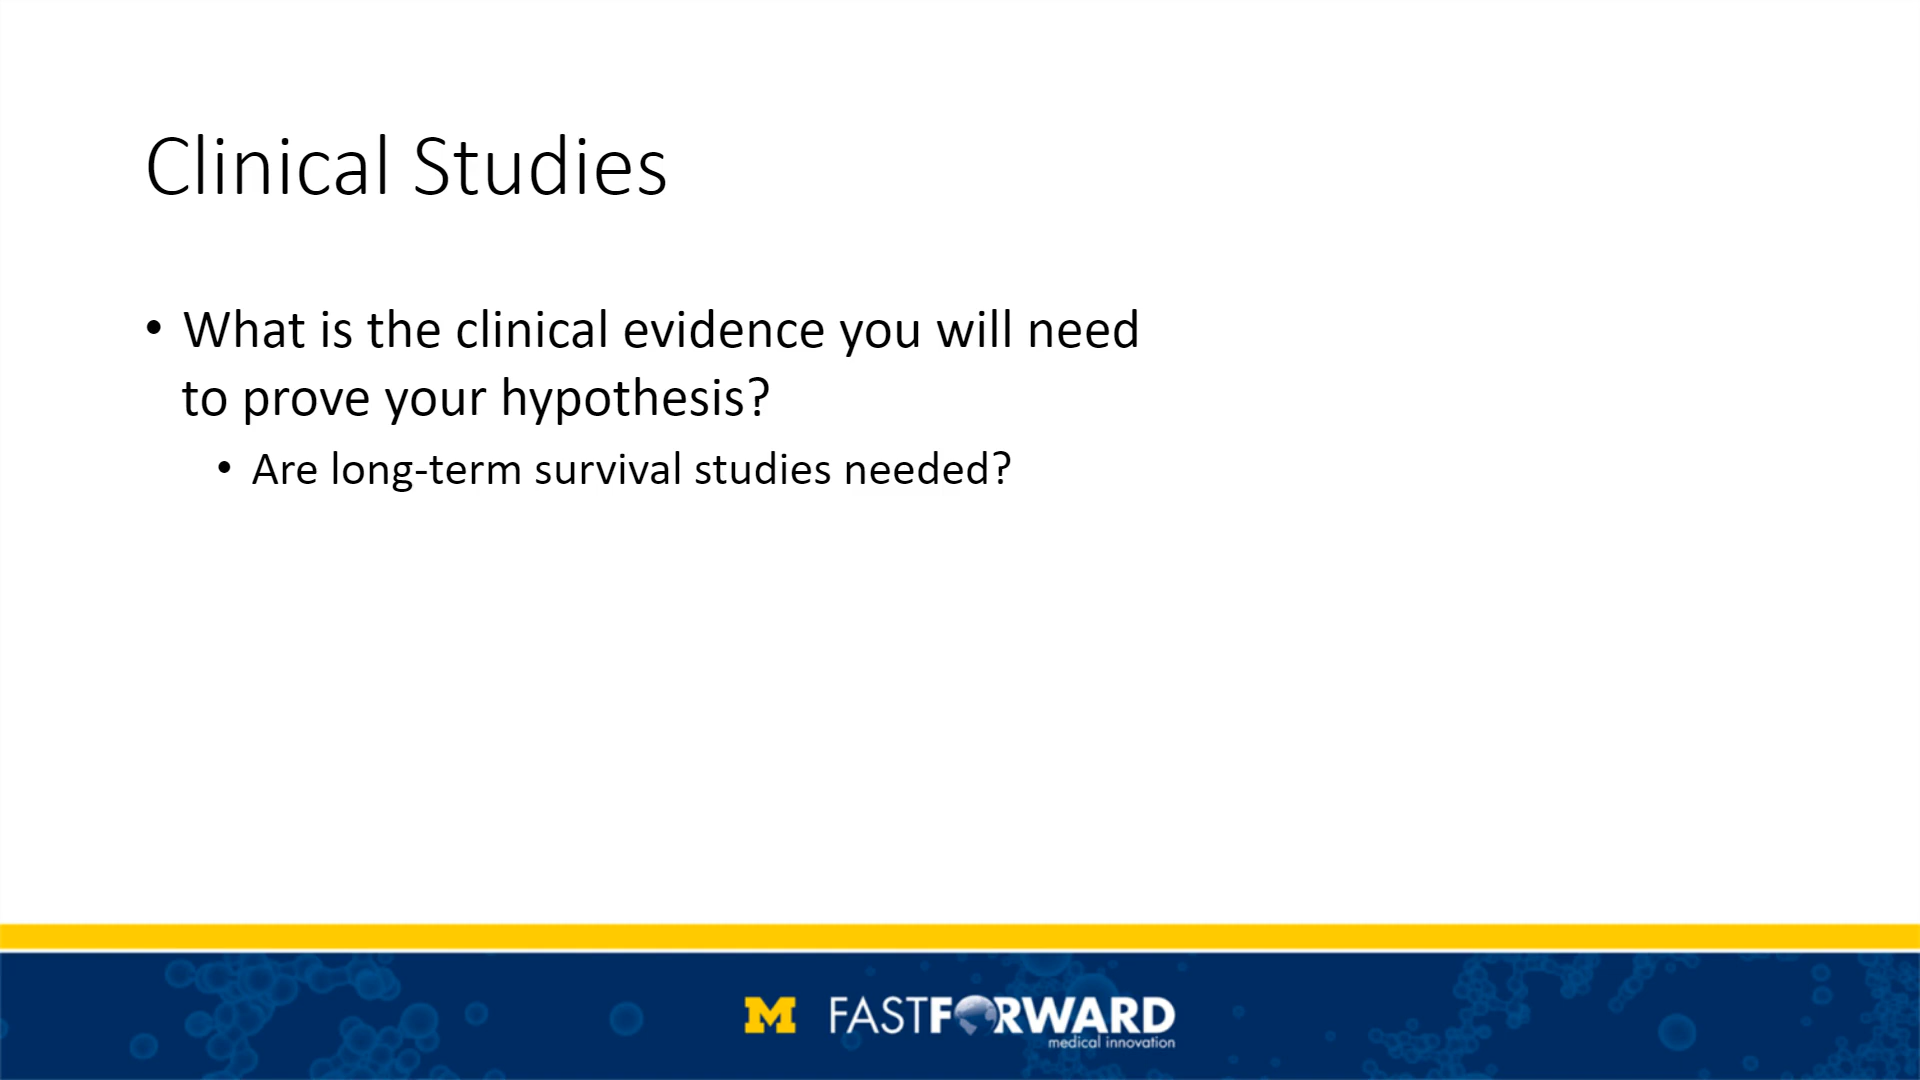 Clinical Studies
• What is the clinical evidence you will need
to prove your hypothesis?
• Are long-term survival studies needed?
M FASTFORWARD
medical innovation